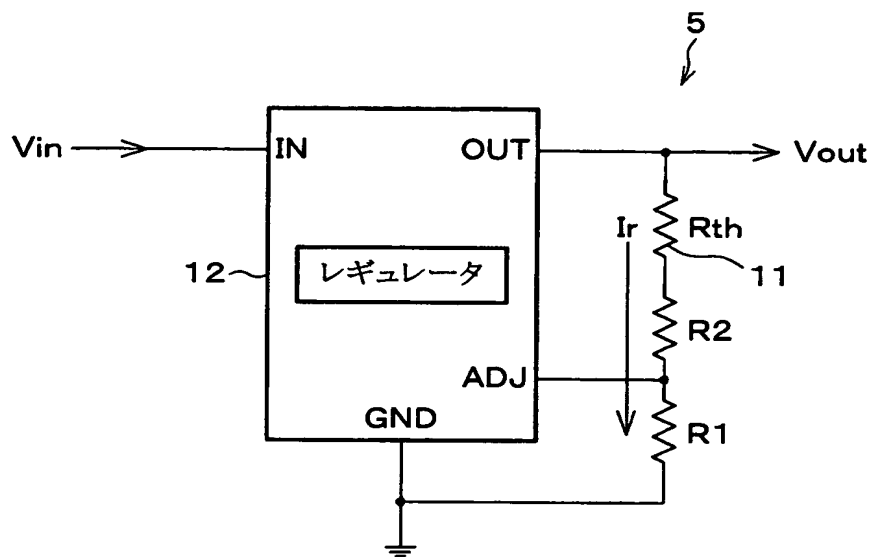 5
Vin
IN
OUT
Vout
Ir
Rth
12
レギュレータ
11
R2
ADJ
GND
R1